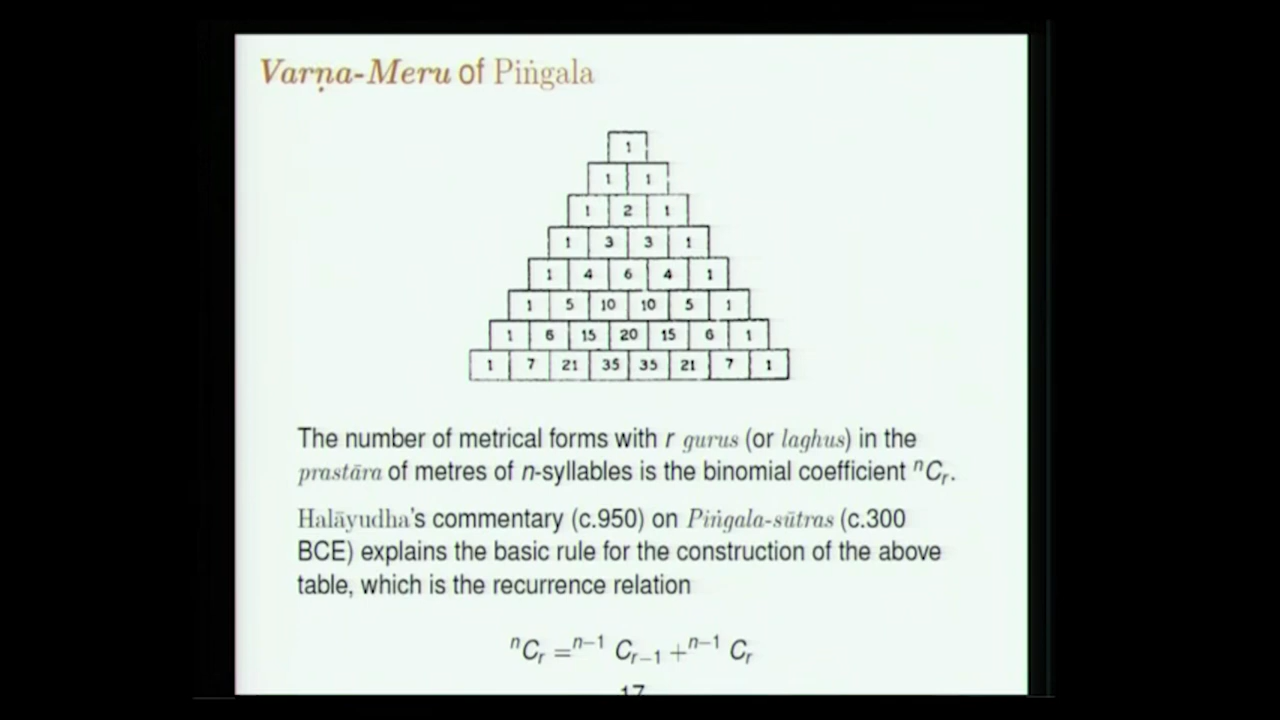 Varṇa-Meru of Piṅgala
1
1 1
1 2 1
1 3 3 1
1 4 6 4 1
1 5 10 10 5 1
1 6 15 20 15 6 1
1 7 21 35 35 21 7 1
The number of metrical forms with r gurus (or laghus) in the
prastāra of metres of n-syllables is the binomial coefficient ⁿCᵣ.
Halāyudha's commentary (c.950) on Piṅgala-sūtras (c.300
BCE) explains the basic rule for the construction of the above
table, which is the recurrence relation
ⁿCᵣ =ⁿ⁻¹ Cᵣ₋₁ +ⁿ⁻¹ Cᵣ
17